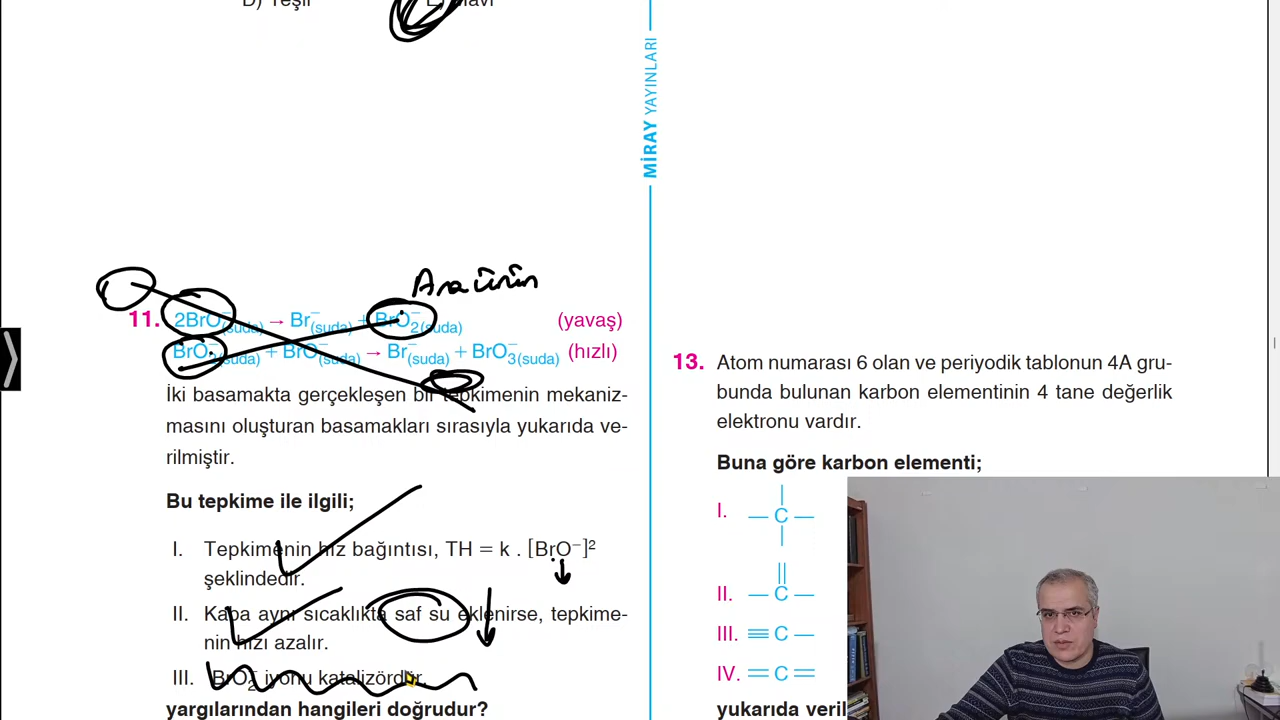 D) Yeşil E) Mavi
MİRAY YAYINLARI
Ara ürün
11. 2BrO⁻(suda) → Br⁻(suda) + BrO₂⁻(suda) (yavaş)
BrO₂⁻(suda) + BrO⁻(suda) → Br⁻(suda) + BrO₃⁻(suda) (hızlı)
İki basamakta gerçekleşen bir tepkimenin mekaniz-
masını oluşturan basamakları sırasıyla yukarıda ve-
rilmiştir.
Bu tepkime ile ilgili;
I. Tepkimenin hız bağıntısı, TH = k . [BrO⁻]²
şeklindedir.
II. Kaba aynı sıcaklıkta saf su eklenirse, tepkime-
nin hızı azalır.
III. BrO₂⁻ iyonu katalizördür.
yargılarından hangileri doğrudur?
13. Atom numarası 6 olan ve periyodik tablonun 4A gru-
bunda bulunan karbon elementinin 4 tane değerlik
elektronu vardır.
Buna göre karbon elementi;
I. — C —
II. — C —
III. ≡ C —
IV. = C =
yukarıda veril